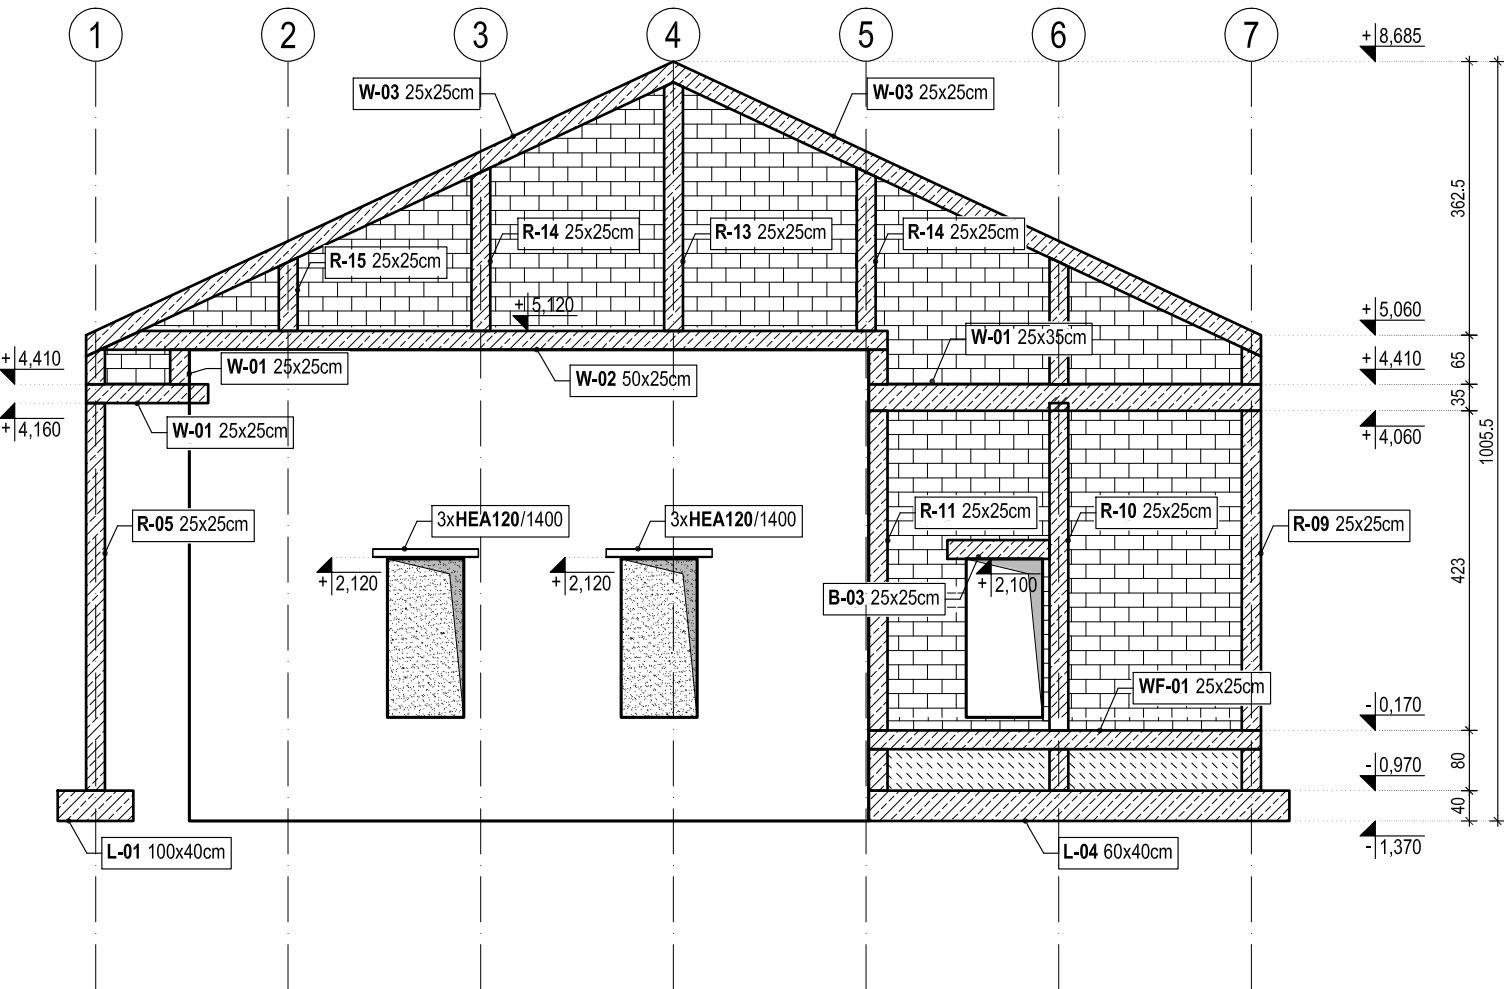 1 2 3 4 5 6 7
+ 8,685
W-03 25x25cm
W-03 25x25cm
362.5
R-14 25x25cm
R-13 25x25cm
R-14 25x25cm
R-15 25x25cm
+ 5,120
+ 5,060
W-01 25x35cm
+ 4,410
W-01 25x25cm
W-02 50x25cm
+ 4,410
65
35
W-01 25x25cm
+ 4,160
+ 4,060
1005.5
R-05 25x25cm
3xHEA120/1400
3xHEA120/1400
R-11 25x25cm
R-10 25x25cm
R-09 25x25cm
+ 2,120
+ 2,120
+ 2,100
B-03 25x25cm
423
WF-01 25x25cm
- 0,170
80
- 0,970
40
L-01 100x40cm
L-04 60x40cm
- 1,370